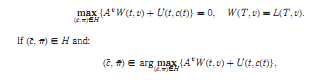 max_{(c̃, π̃)∈H} {A^v W(t, v) + U(t, c(t)} = 0, W(T, v) = L(T, v).
If (c̃, π̃) ∈ H and:
(c̃, π̃) ∈ arg max_{(c̃, π̃)∈H} {A^v W(t, v) + U(t, c(t)},